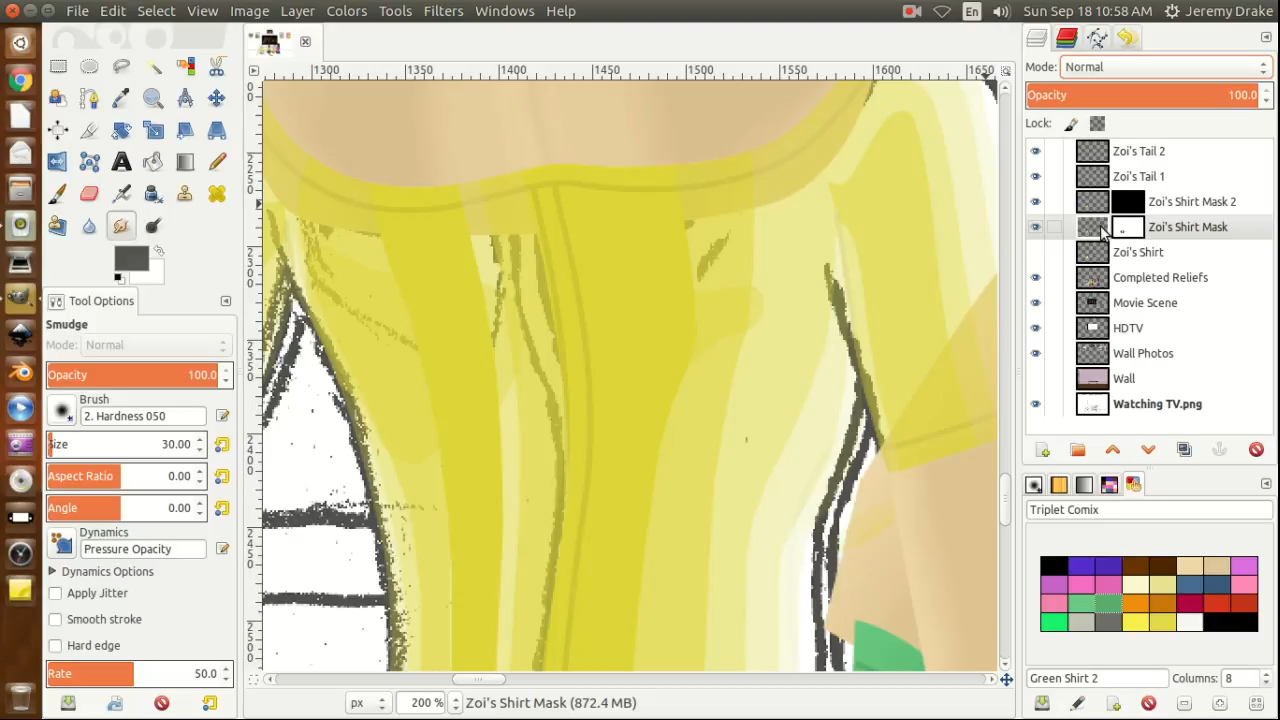 File Edit Select View Image Layer Colors Tools Filters Windows Help
En Sun Sep 18 10:58 AM Jeremy Drake
1300 1350 1400 1450 1500 1550 1600 1650
Mode: Normal
Opacity 100.0
Lock:
Zoi's Tail 2
Zoi's Tail 1
Zoi's Shirt Mask 2
Zoi's Shirt Mask
Zoi's Shirt
Completed Reliefs
Movie Scene
HDTV
Wall Photos
Wall
Watching TV.png
Tool Options
Smudge
Mode: Normal
Opacity 100.0
Brush
2. Hardness 050
Size 30.00
Aspect Ratio 0.00
Angle 0.00
Dynamics
Pressure Opacity
Dynamics Options
Apply Jitter
Smooth stroke
Hard edge
Rate 50.0
Triplet Comix
Green Shirt 2 Columns: 8
px 200 % Zoi's Shirt Mask (872.4 MB)